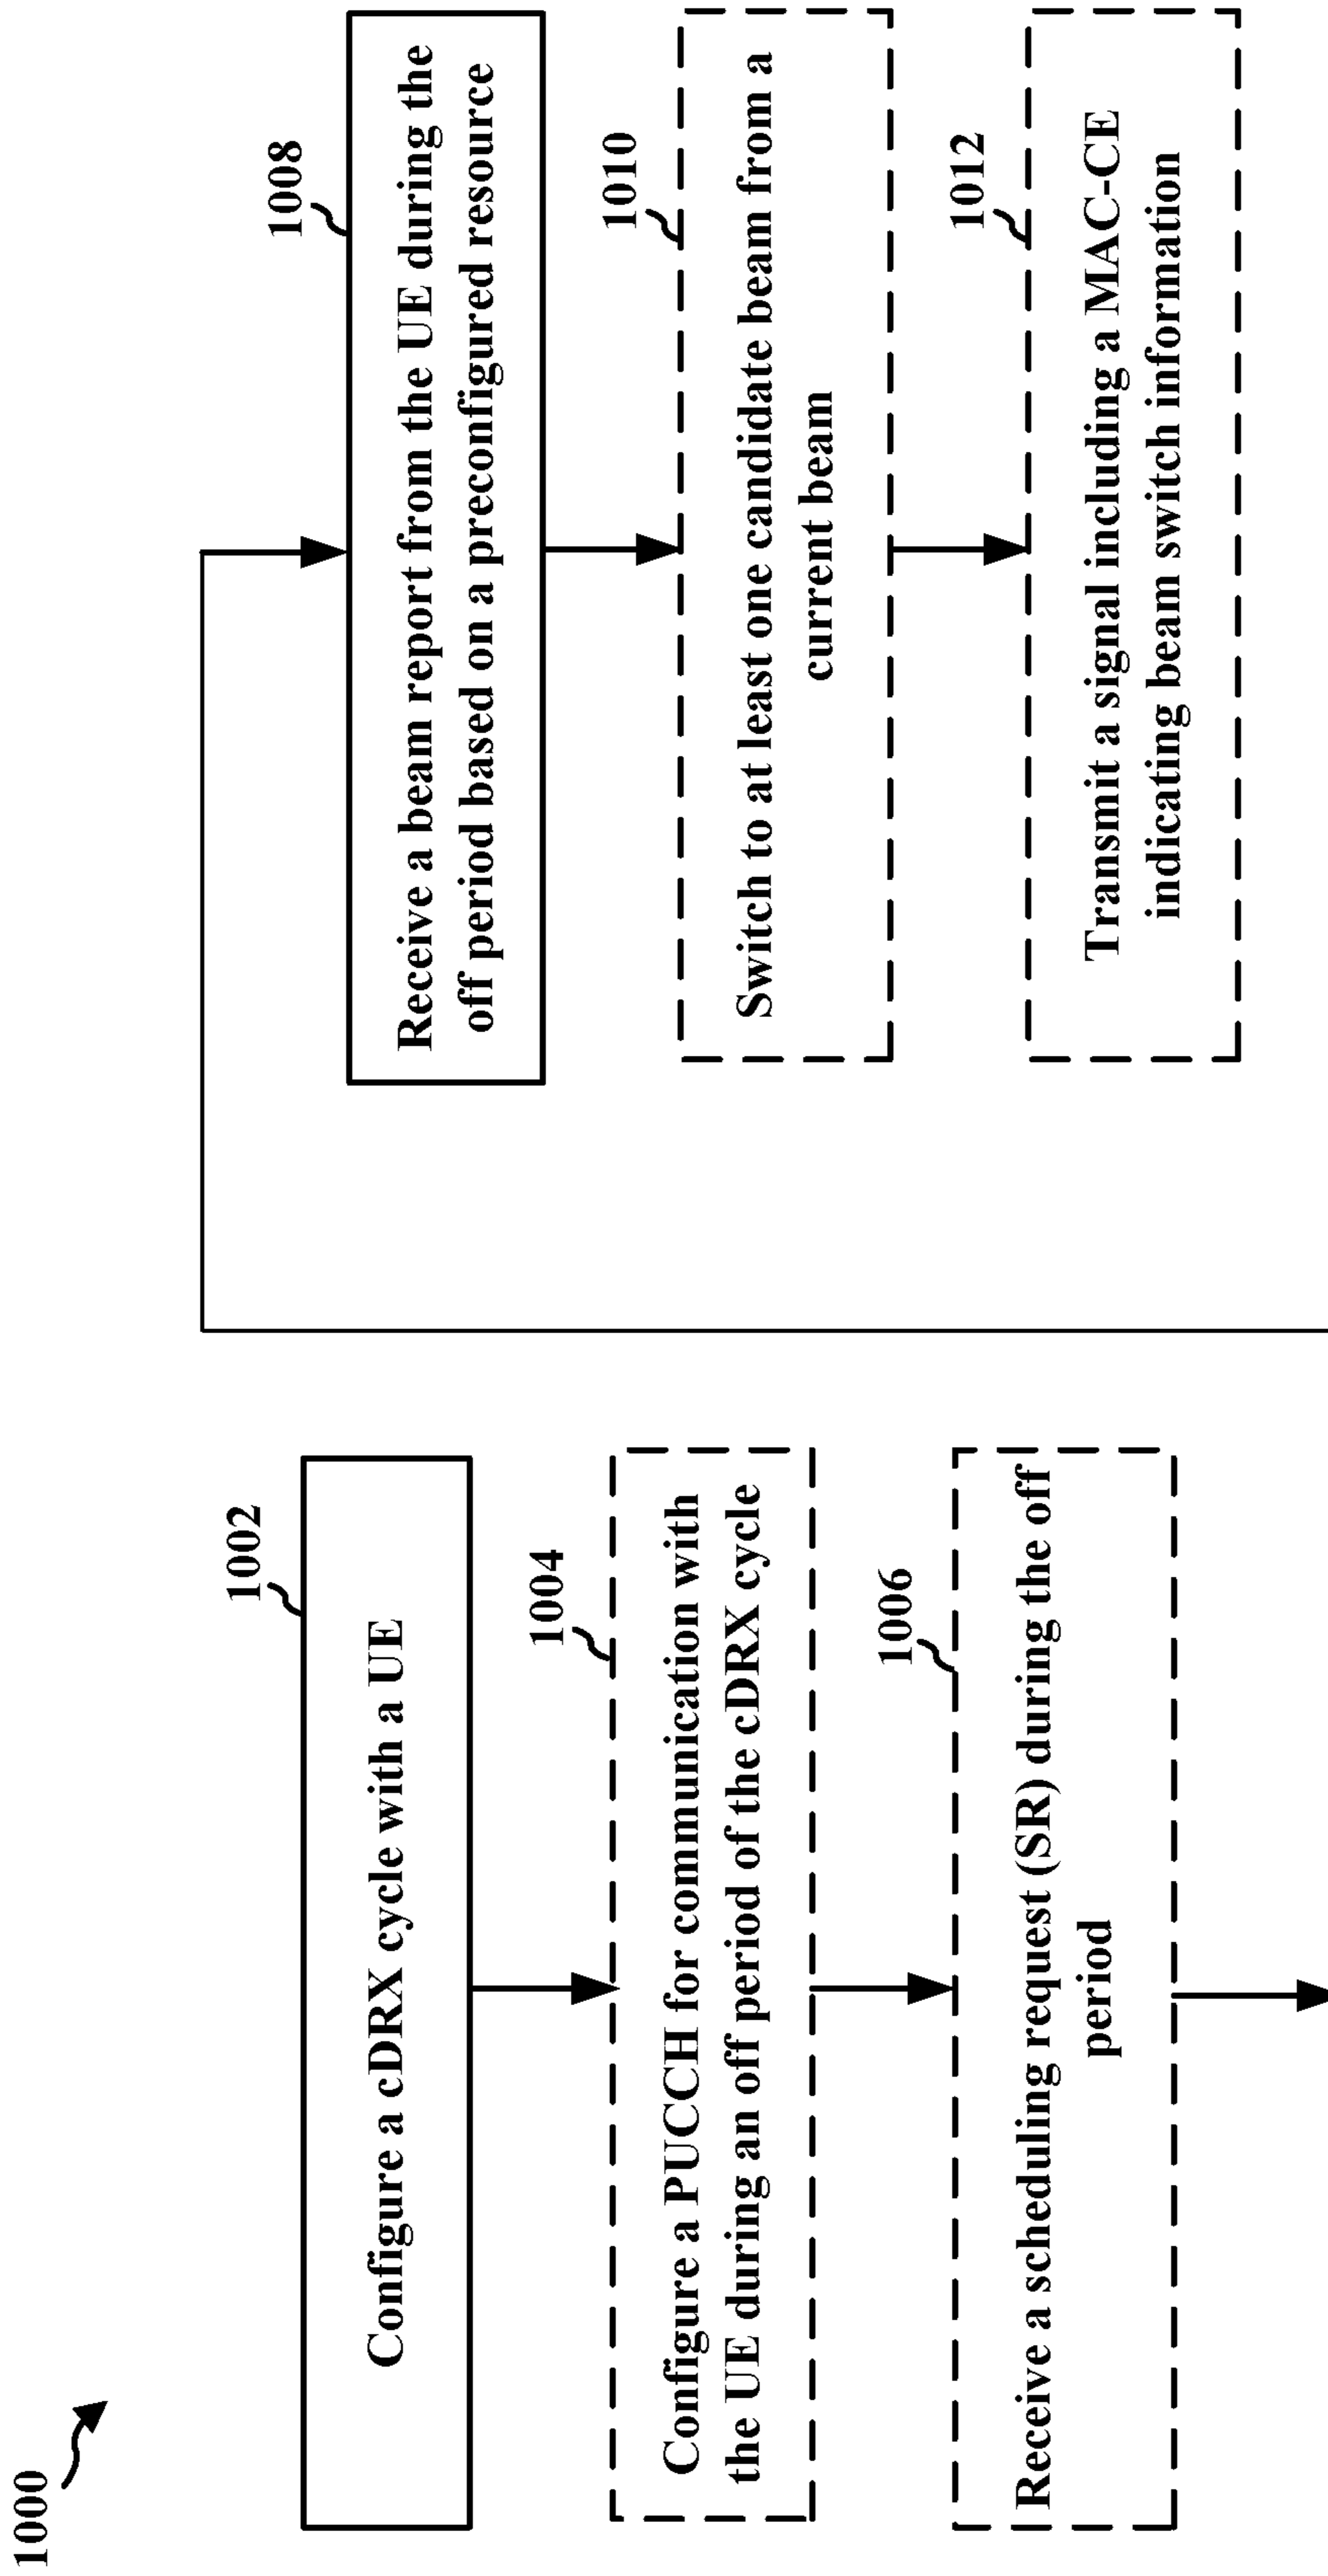 1000
1002
Configure a cDRX cycle with a UE
1004
Configure a PUCCH for communication with
the UE during an off period of the cDRX cycle
1006
Receive a scheduling request (SR) during the off
period
1008
Receive a beam report from the UE during the
off period based on a preconfigured resource
1010
Switch to at least one candidate beam from a
current beam
1012
Transmit a signal including a MAC-CE
indicating beam switch information